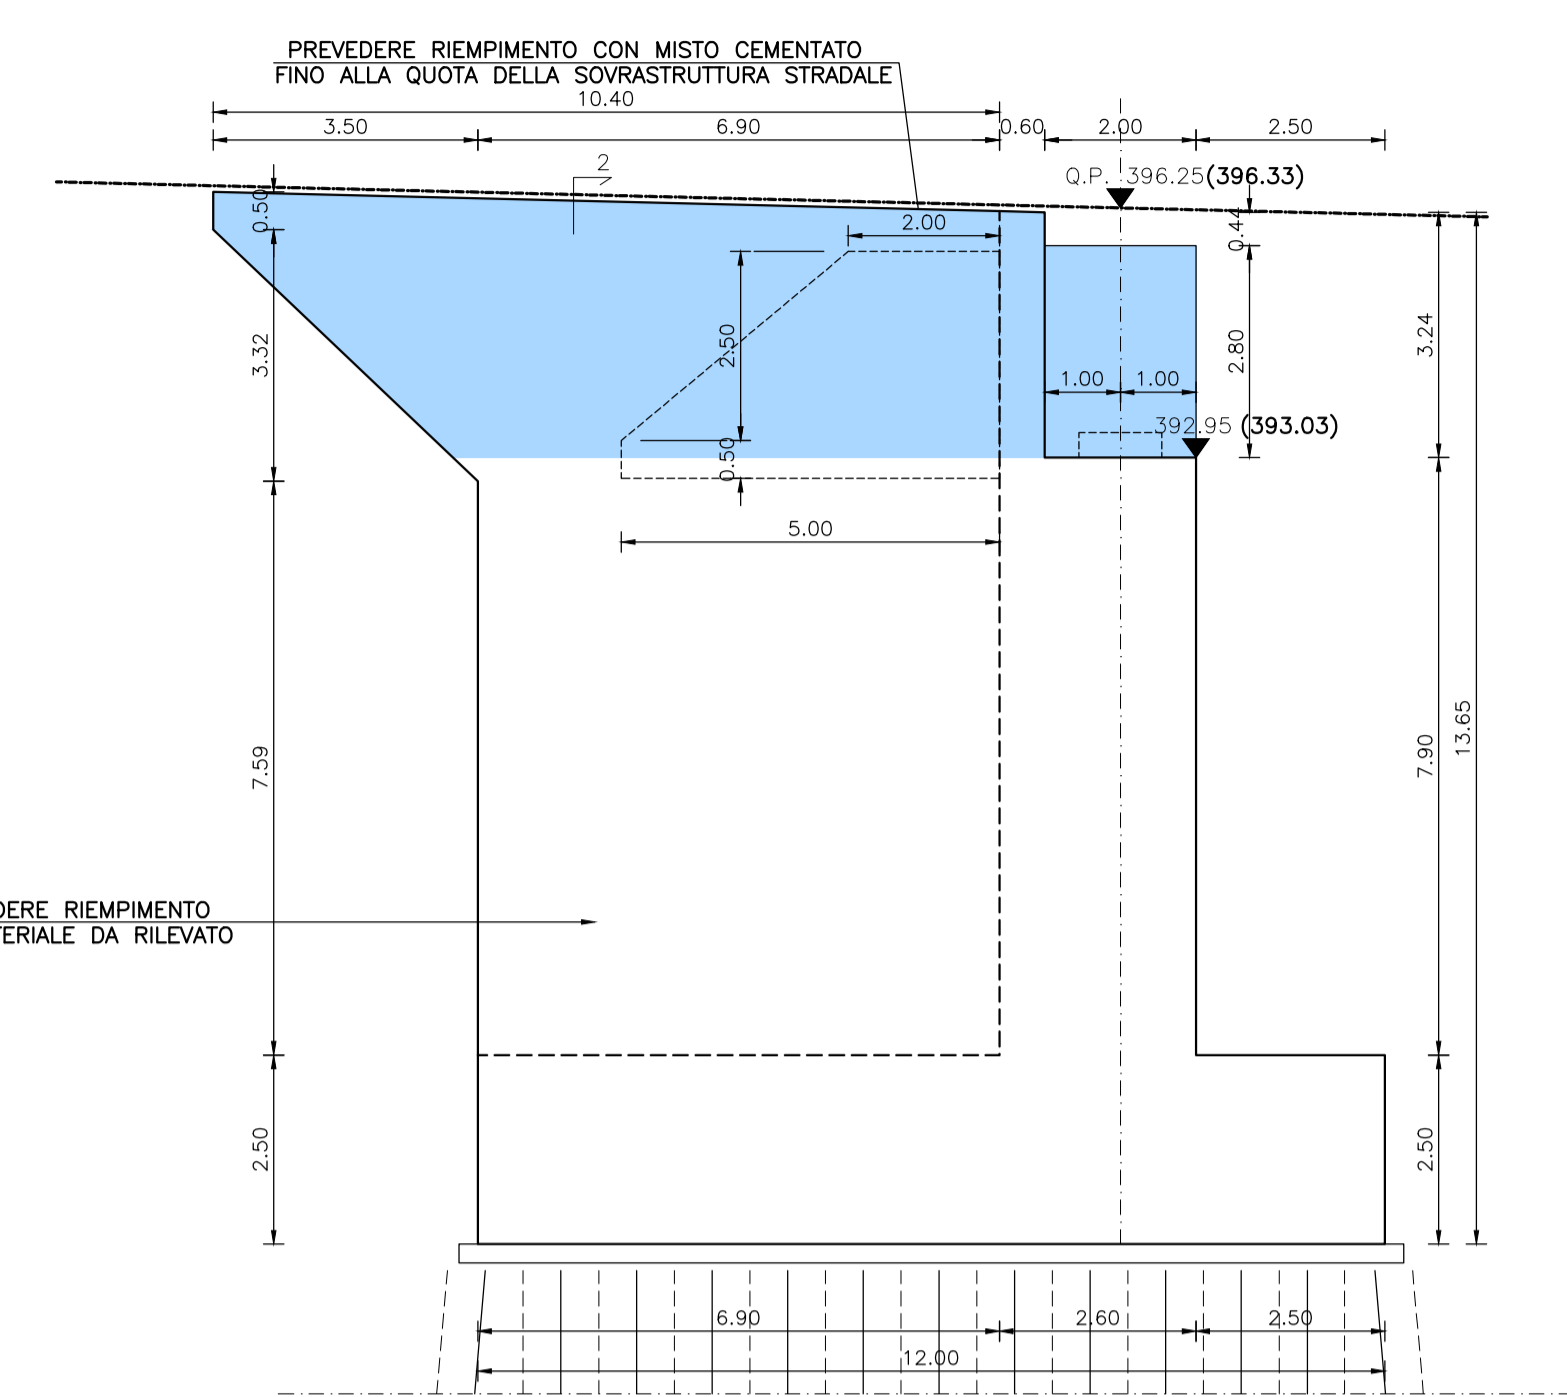 PREVEDERE RIEMPIMENTO CON MISTO CEMENTATO
FINO ALLA QUOTA DELLA SOVRASTRUTTURA STRADALE
10.40
3.50 6.90 0.60 2.00 2.50
2
Q.P. 396.25(396.33)
0.50
2.00
0.44
3.32
2.50
2.80
3.24
1.00 1.00
392.95 (393.03)
0.50
5.00
7.59
7.90
13.65
DERE RIEMPIMENTO
TERIALE DA RILEVATO
2.50
2.50
6.90 2.60 2.50
12.00